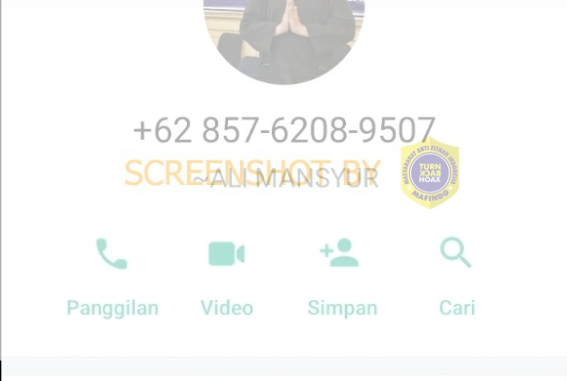 +62 857-6208-9507
SCREENSHOT BY
~ALI MANSYUR
MASYARAKAT ANTI FITNAH INDONESIA
TURN
BACK
HOAX
MAFINDO
Panggilan Video Simpan Cari